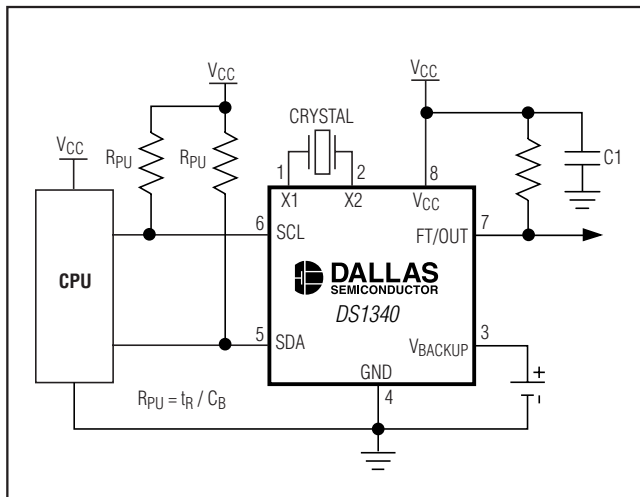 VCC
VCC
CRYSTAL
VCC
RPU
RPU
C1
1
2
8
X1
X2
VCC
6
SCL
7
FT/OUT
CPU
DALLAS
SEMICONDUCTOR
DS1340
5
SDA
3
VBACKUP
+
-
GND
4
RPU = tR / CB